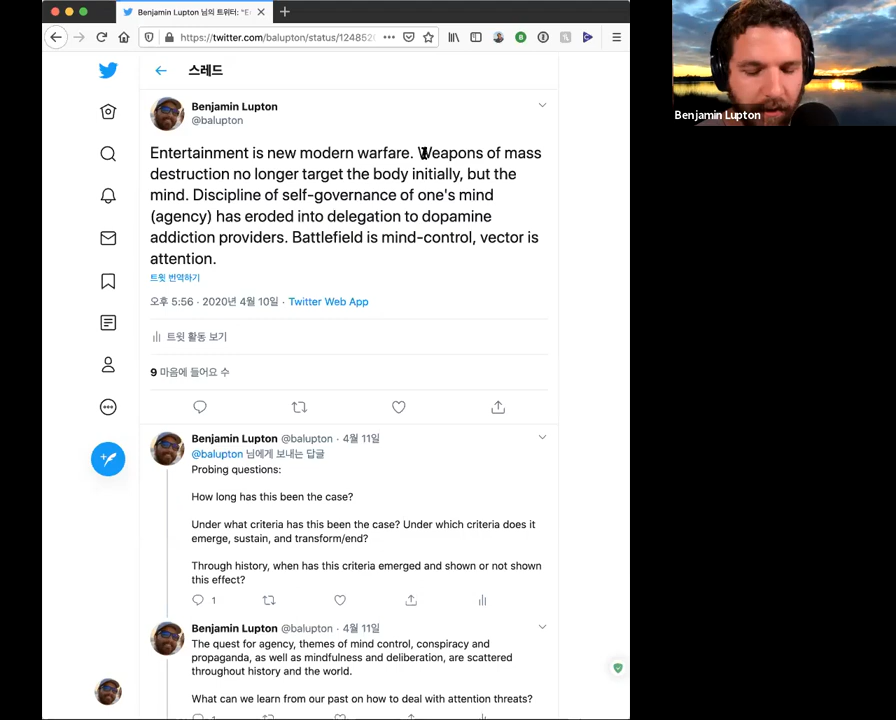 Benjamin Lupton 님의 트위터: "E
https://twitter.com/balupton/status/124852
Benjamin Lupton
스레드
Benjamin Lupton
@balupton
Entertainment is new modern warfare. Weapons of mass
destruction no longer target the body initially, but the
mind. Discipline of self-governance of one's mind
(agency) has eroded into delegation to dopamine
addiction providers. Battlefield is mind-control, vector is
attention.
트윗 번역하기
오후 5:56 · 2020년 4월 10일 · Twitter Web App
트윗 활동 보기
9 마음에 들어요 수
Benjamin Lupton @balupton · 4월 11일
@balupton 님에게 보내는 답글
Probing questions:
How long has this been the case?
Under what criteria has this been the case? Under which criteria does it
emerge, sustain, and transform/end?
Through history, when has this criteria emerged and shown or not shown
this effect?
1
Benjamin Lupton @balupton · 4월 11일
The quest for agency, themes of mind control, conspiracy and
propaganda, as well as mindfulness and deliberation, are scattered
throughout history and the world.
What can we learn from our past on how to deal with attention threats?